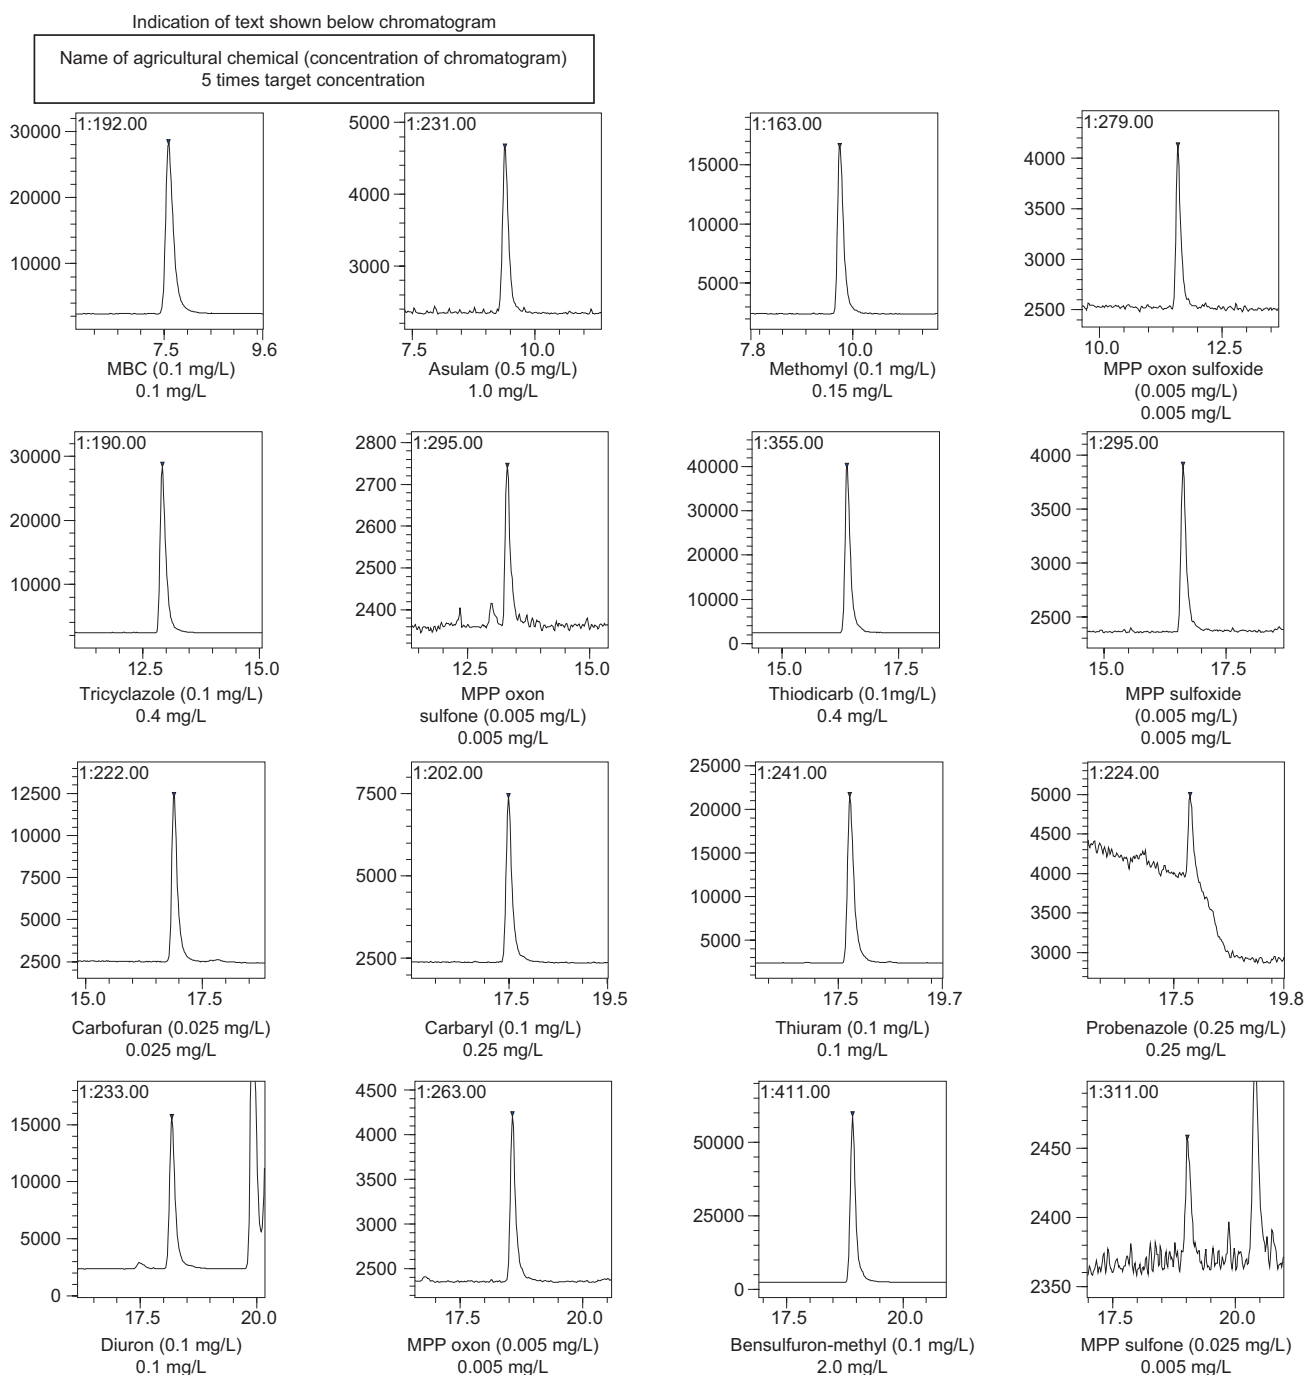 Indication of text shown below chromatogram
Name of agricultural chemical (concentration of chromatogram)
5 times target concentration
1:192.00
30000
20000
10000
7.5 9.6
MBC (0.1 mg/L)
0.1 mg/L
1:231.00
5000
4000
3000
7.5 10.0
Asulam (0.5 mg/L)
1.0 mg/L
1:163.00
15000
10000
5000
7.8 10.0
Methomyl (0.1 mg/L)
0.15 mg/L
1:279.00
4000
3500
3000
2500
10.0 12.5
MPP oxon sulfoxide
(0.005 mg/L)
0.005 mg/L
1:190.00
30000
20000
10000
12.5 15.0
Tricyclazole (0.1 mg/L)
0.4 mg/L
2800
1:295.00
2700
2600
2500
2400
12.5 15.0
MPP oxon
sulfone (0.005 mg/L)
0.005 mg/L
1:355.00
40000
30000
20000
10000
0
15.0 17.5
Thiodicarb (0.1mg/L)
0.4 mg/L
1:295.00
4000
3500
3000
2500
15.0 17.5
MPP sulfoxide
(0.005 mg/L)
0.005 mg/L
1:222.00
12500
10000
7500
5000
2500
15.0 17.5
Carbofuran (0.025 mg/L)
0.025 mg/L
1:202.00
7500
5000
2500
17.5 19.5
Carbaryl (0.1 mg/L)
0.25 mg/L
25000
1:241.00
20000
15000
10000
5000
17.5 19.7
Thiuram (0.1 mg/L)
0.1 mg/L
1:224.00
5000
4500
4000
3500
3000
17.5 19.8
Probenazole (0.25 mg/L)
0.25 mg/L
1:233.00
15000
10000
5000
0
17.5 20.0
Diuron (0.1 mg/L)
0.1 mg/L
4500
1:263.00
4000
3500
3000
2500
17.5 20.0
MPP oxon (0.005 mg/L)
0.005 mg/L
1:411.00
50000
25000
0
17.5 20.0
Bensulfuron-methyl (0.1 mg/L)
2.0 mg/L
1:311.00
2450
2400
2350
17.5 20.0
MPP sulfone (0.025 mg/L)
0.005 mg/L